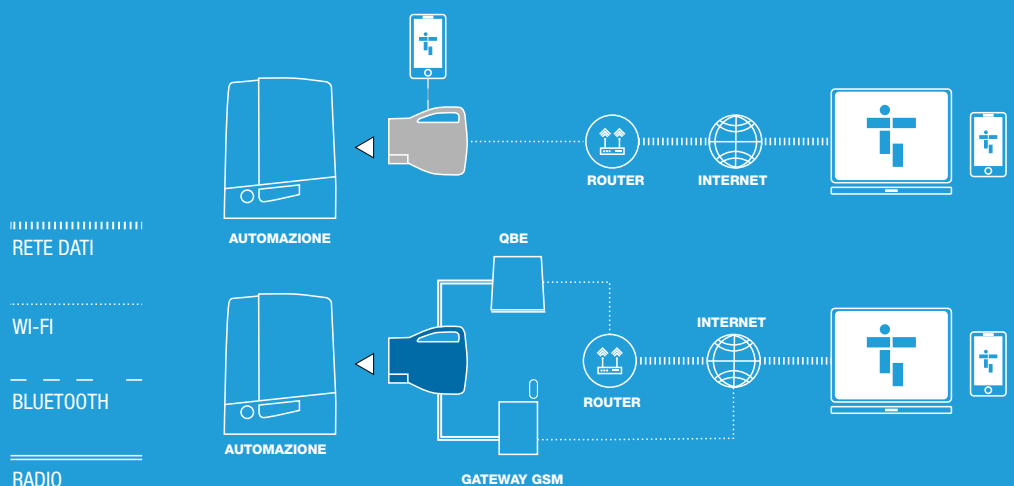 ROUTER
INTERNET
AUTOMAZIONE
QBE
RETE DATI
WI-FI
INTERNET
ROUTER
BLUETOOTH
AUTOMAZIONE
RADIO
GATEWAY GSM